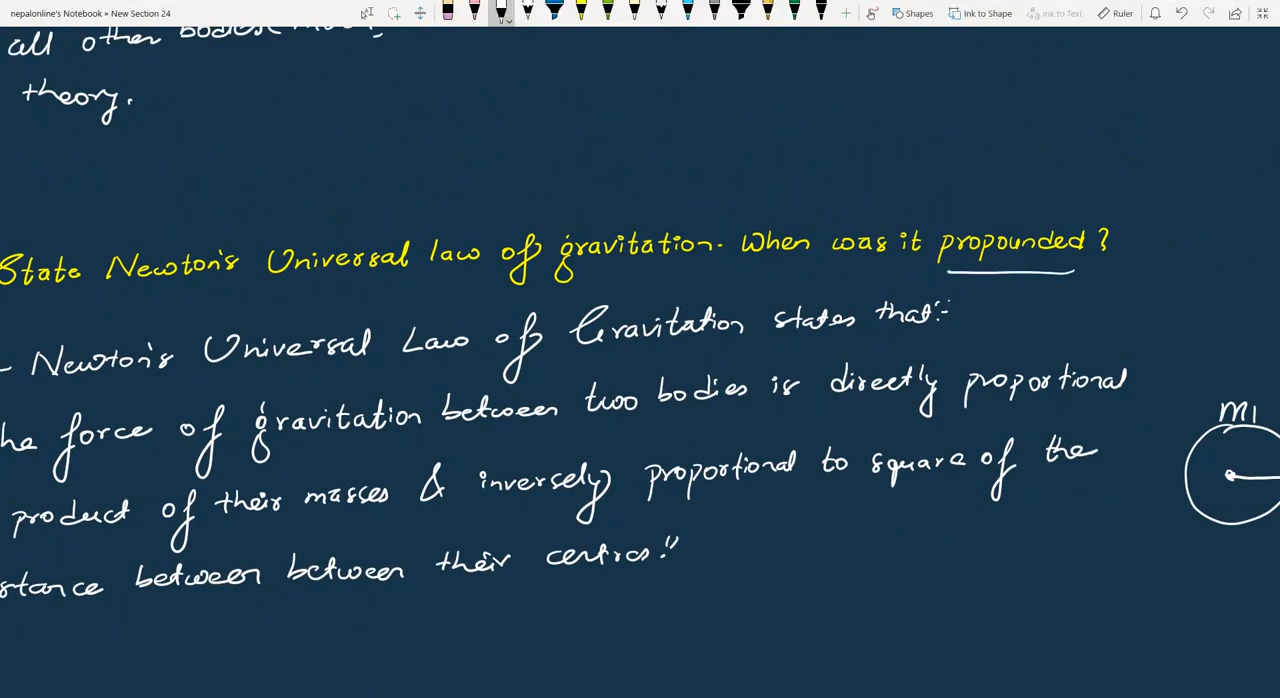 nepalonline's Notebook » New Section 24
Shapes Ink to Shape Ink to Text Ruler
all other
theory.
State Newton's Universal law of gravitation. When was it propounded ?
- Newton's Universal Law of Gravitation states that:-
he force of gravitation between two bodies is directly proportional
m1
product of their masses & inversely proportional to square of the
stance between between their centres."